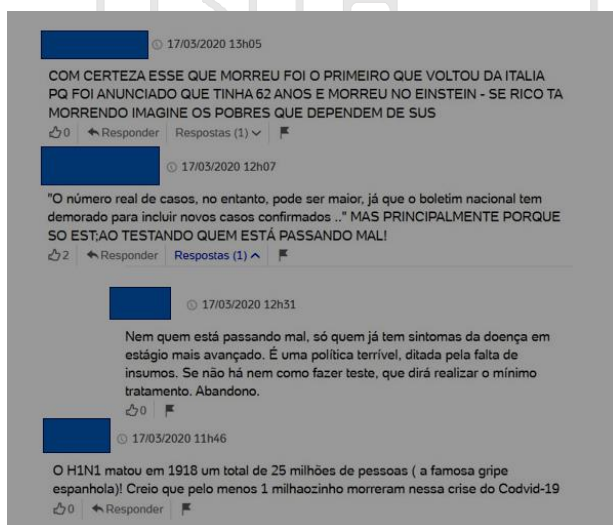 17/03/2020 13h05
COM CERTEZA ESSE QUE MORREU FOI O PRIMEIRO QUE VOLTOU DA ITALIA
PQ FOI ANUNCIADO QUE TINHA 62 ANOS E MORREU NO EINSTEIN - SE RICO TA
MORRENDO IMAGINE OS POBRES QUE DEPENDEM DE SUS
0 Responder Respostas (1)
17/03/2020 12h07
"O número real de casos, no entanto, pode ser maior, já que o boletim nacional tem
demorado para incluir novos casos confirmados .." MAS PRINCIPALMENTE PORQUE
SO EST;AO TESTANDO QUEM ESTÁ PASSANDO MAL!
2 Responder Respostas (1)
17/03/2020 12h31
Nem quem está passando mal, só quem já tem sintomas da doença em
estágio mais avançado. É uma política terrível, ditada pela falta de
insumos. Se não há nem como fazer teste, que dirá realizar o mínimo
tratamento. Abandono.
0
17/03/2020 11h46
O H1N1 matou em 1918 um total de 25 milhões de pessoas ( a famosa gripe
espanhola)! Creio que pelo menos 1 milhaozinho morreram nessa crise do Codvid-19
0 Responder